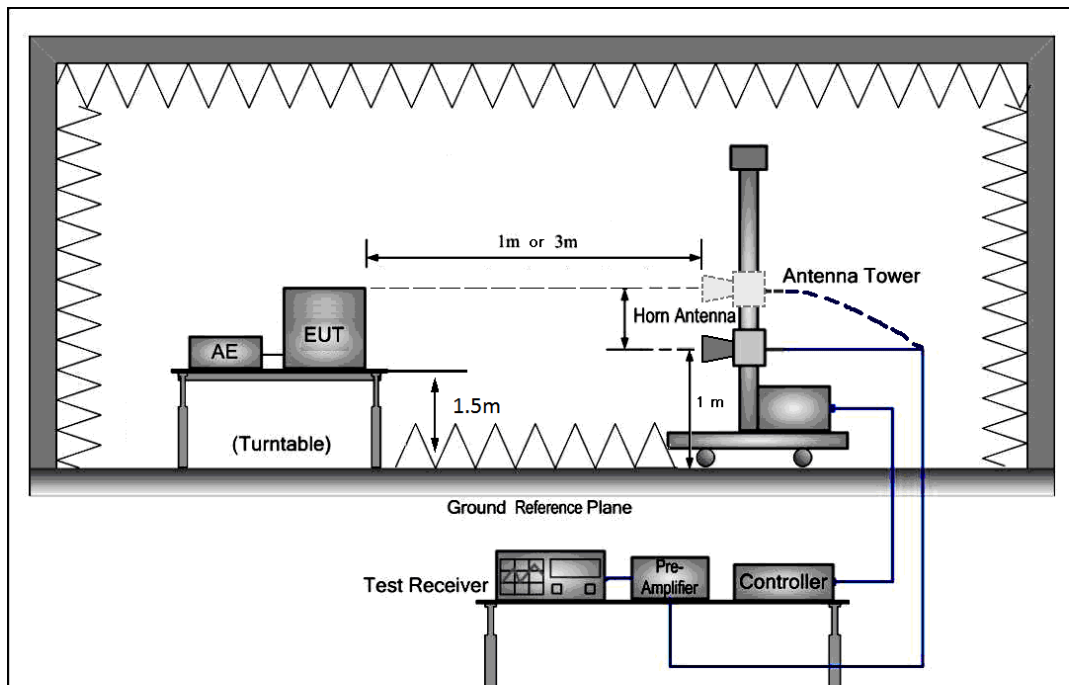 1m or 3m
Antenna Tower
Horn Antenna
EUT
AE
1 m
1.5m
(Turntable)
Ground Reference Plane
Test Receiver
Pre-
Amplifier
Controller